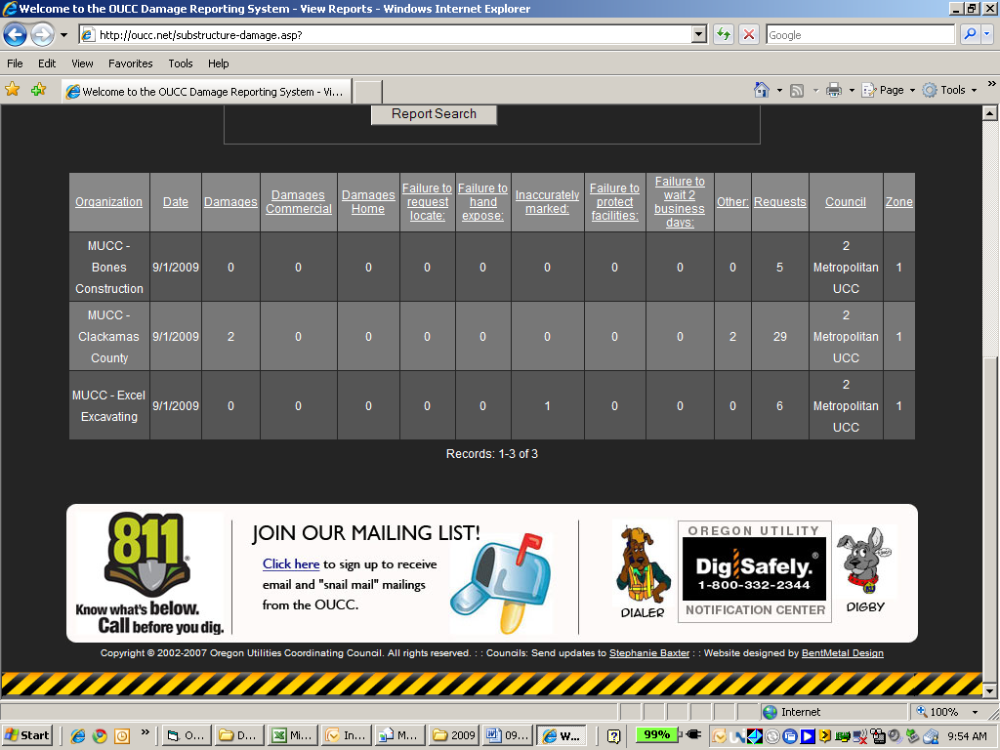 Welcome to the OUCC Damage Reporting System - View Reports - Windows Internet Explorer
http://oucc.net/substructure-damage.asp?
Google
File Edit View Favorites Tools Help
Welcome to the OUCC Damage Reporting System - Vi...
Page Tools
Report Search
Organization Date Damages Damages Commercial Damages Home Failure to request locate: Failure to hand expose: Inaccurately marked: Failure to protect facilities: Failure to wait 2 business days: Other: Requests Council Zone
MUCC - Bones Construction 9/1/2009 0 0 0 0 0 0 0 0 0 5 2 Metropolitan UCC 1
MUCC - Clackamas County 9/1/2009 2 0 0 0 0 0 0 0 2 29 2 Metropolitan UCC 1
MUCC - Excel Excavating 9/1/2009 0 0 0 0 0 1 0 0 0 6 2 Metropolitan UCC 1
Records: 1-3 of 3
811
Know what's below.
Call before you dig.
JOIN OUR MAILING LIST!
Click here to sign up to receive
email and "snail mail" mailings
from the OUCC.
DIALER
OREGON UTILITY
Dig Safely.®
1-800-332-2344
NOTIFICATION CENTER
DIGBY
Copyright © 2002-2007 Oregon Utilities Coordinating Council. All rights reserved. : : Councils: Send updates to Stephanie Baxter : : Website designed by BentMetal Design
Internet 100%
Start O... D... Mi... In... M... 2009 09... W... 99% 9:54 AM